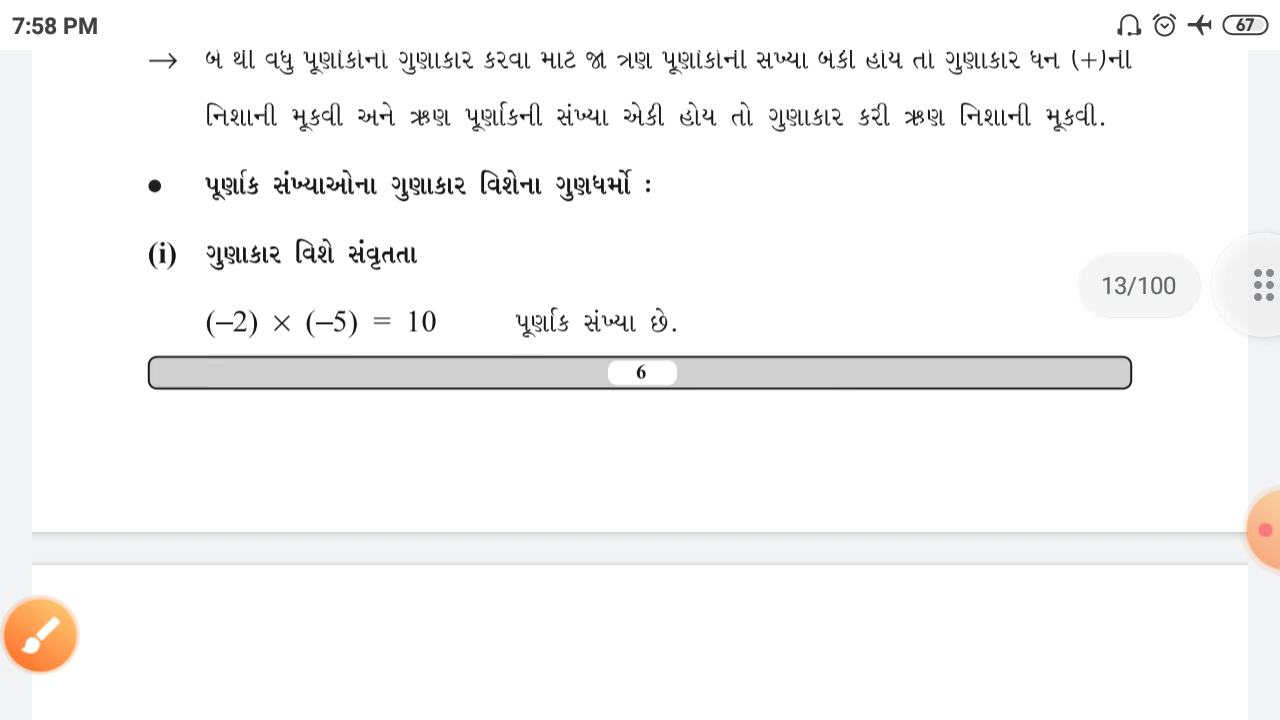 7:58 PM 67
→ બે થી વધુ પૂર્ણાંકોનો ગુણાકાર કરવા માટે જો ત્રણ પૂર્ણાંકોની સંખ્યા બેકી હોય તો ગુણાકાર ધન (+)ની
નિશાની મૂકવી અને ઋણ પૂર્ણાકની સંખ્યા એકી હોય તો ગુણાકાર કરી ઋણ નિશાની મૂકવી.
● પૂર્ણાક સંખ્યાઓના ગુણાકાર વિશેના ગુણધર્મો :
(i) ગુણાકાર વિશે સંવૃતતા
13/100
(–2) × (–5) = 10 પૂર્ણાક સંખ્યા છે.
6